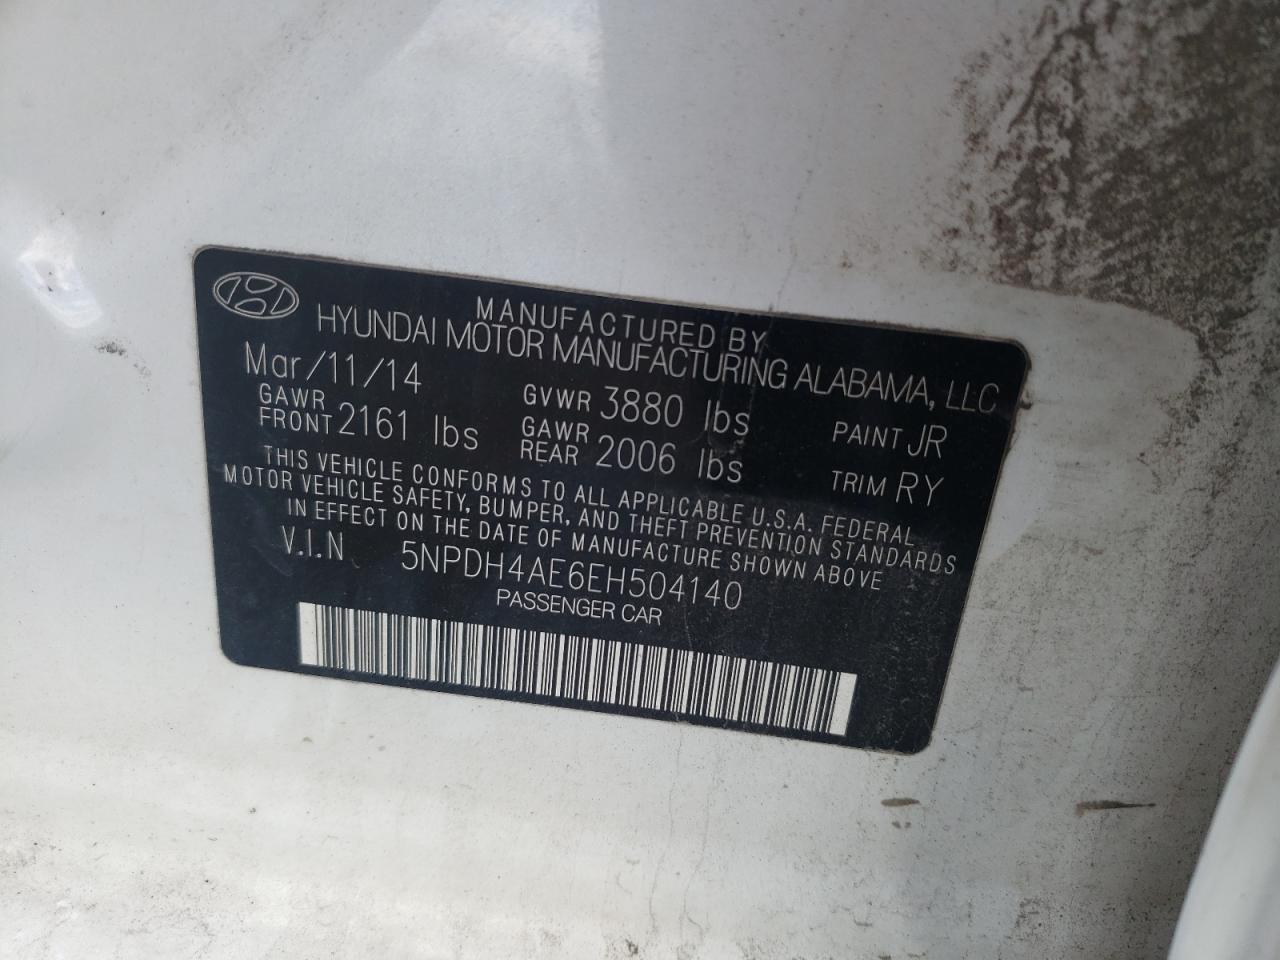 MANUFACTURED BY
HYUNDAI MOTOR MANUFACTURING ALABAMA, LLC
Mar/11/14 GVWR 3880 lbs PAINT JR
GAWR FRONT 2161 lbs GAWR REAR 2006 lbs TRIM RY
THIS VEHICLE CONFORMS TO ALL APPLICABLE U.S.A. FEDERAL
MOTOR VEHICLE SAFETY, BUMPER, AND THEFT PREVENTION STANDARDS
IN EFFECT ON THE DATE OF MANUFACTURE SHOWN ABOVE
V.I.N 5NPDH4AE6EH504140
PASSENGER CAR